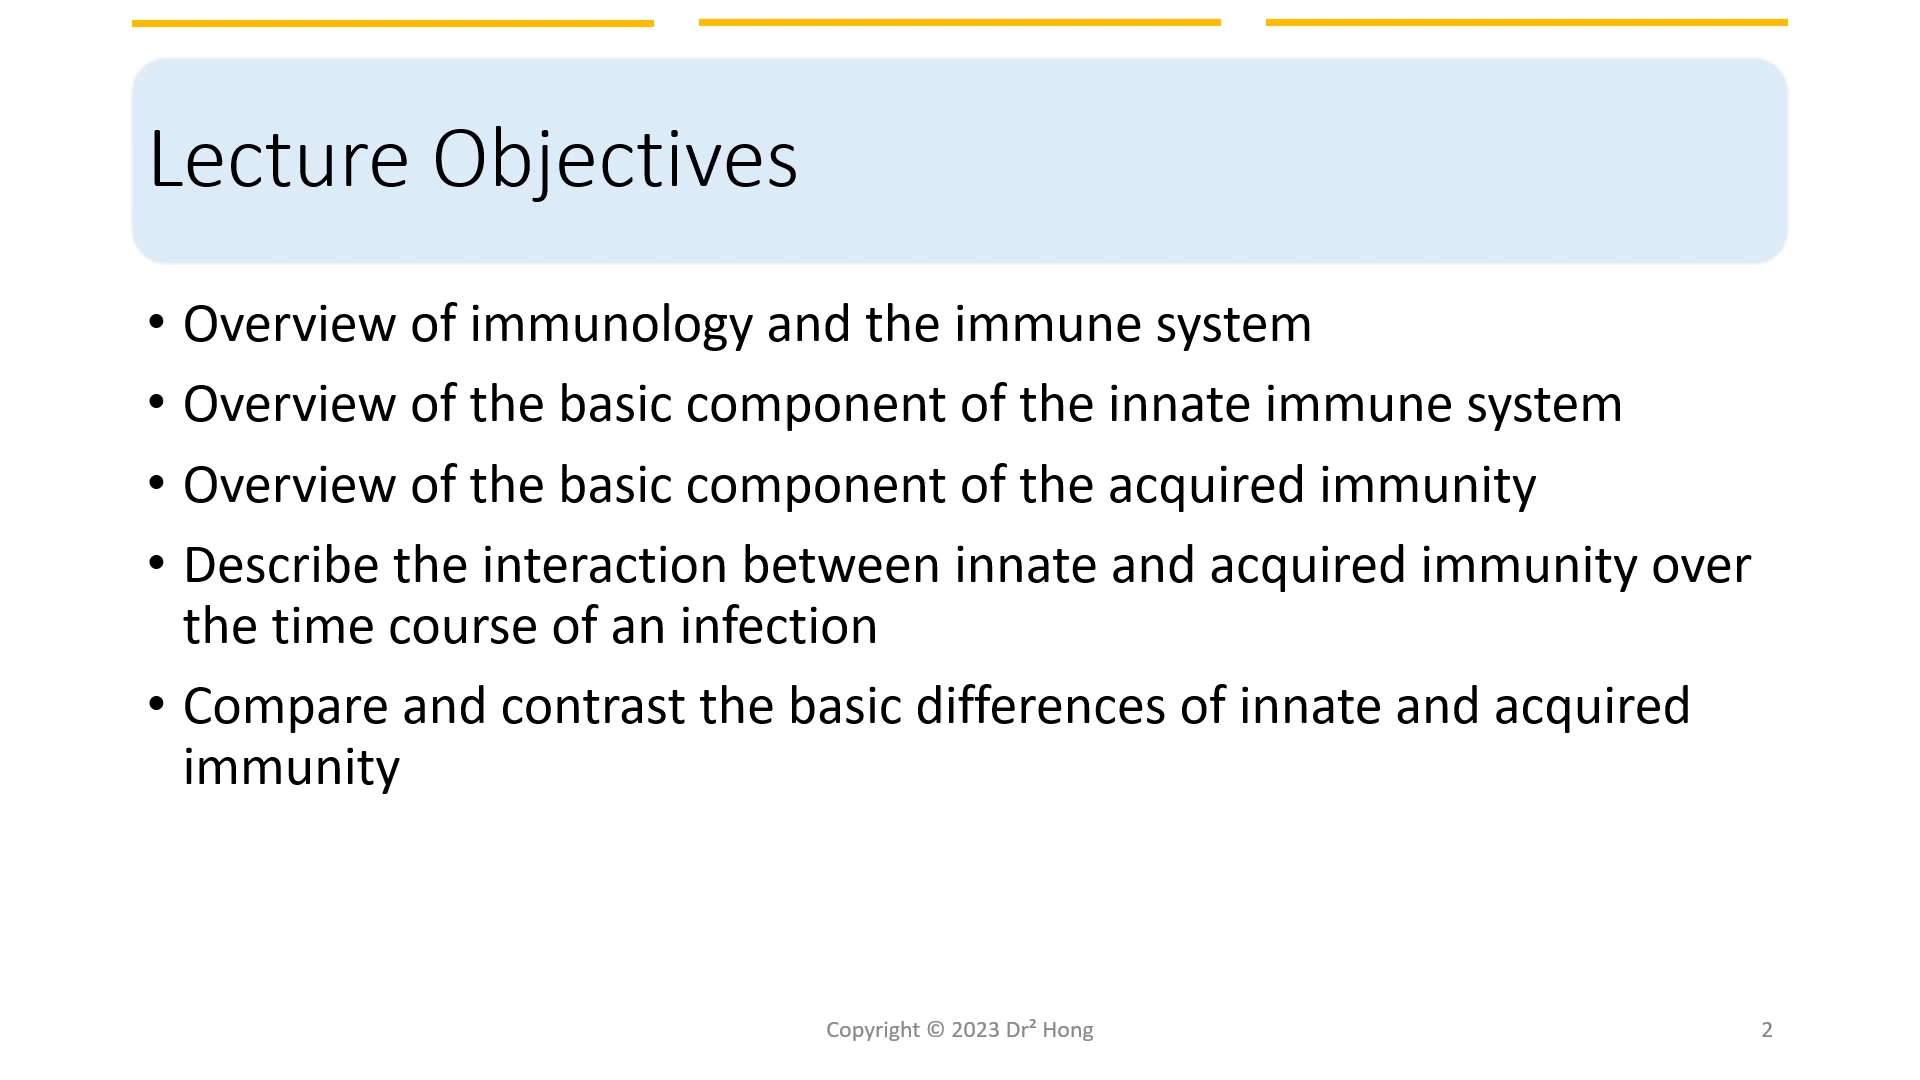 Lecture Objectives
• Overview of immunology and the immune system
• Overview of the basic component of the innate immune system
• Overview of the basic component of the acquired immunity
• Describe the interaction between innate and acquired immunity over
the time course of an infection
• Compare and contrast the basic differences of innate and acquired
immunity
Copyright © 2023 Dr² Hong
2